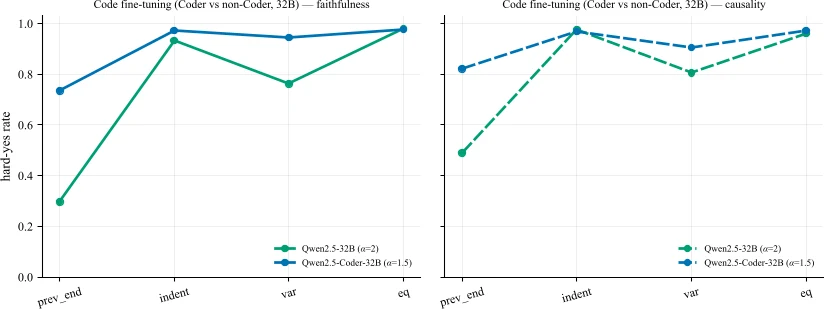 Code fine-tuning (Coder vs non-Coder, 32B) — faithfulness
hard-yes rate
1.0
0.8
0.6
0.4
0.2
0.0
prev_end
indent
var
eq
Qwen2.5-32B (α=2)
Qwen2.5-Coder-32B (α=1.5)
Code fine-tuning (Coder vs non-Coder, 32B) — causality
prev_end
indent
var
eq
Qwen2.5-32B (α=2)
Qwen2.5-Coder-32B (α=1.5)